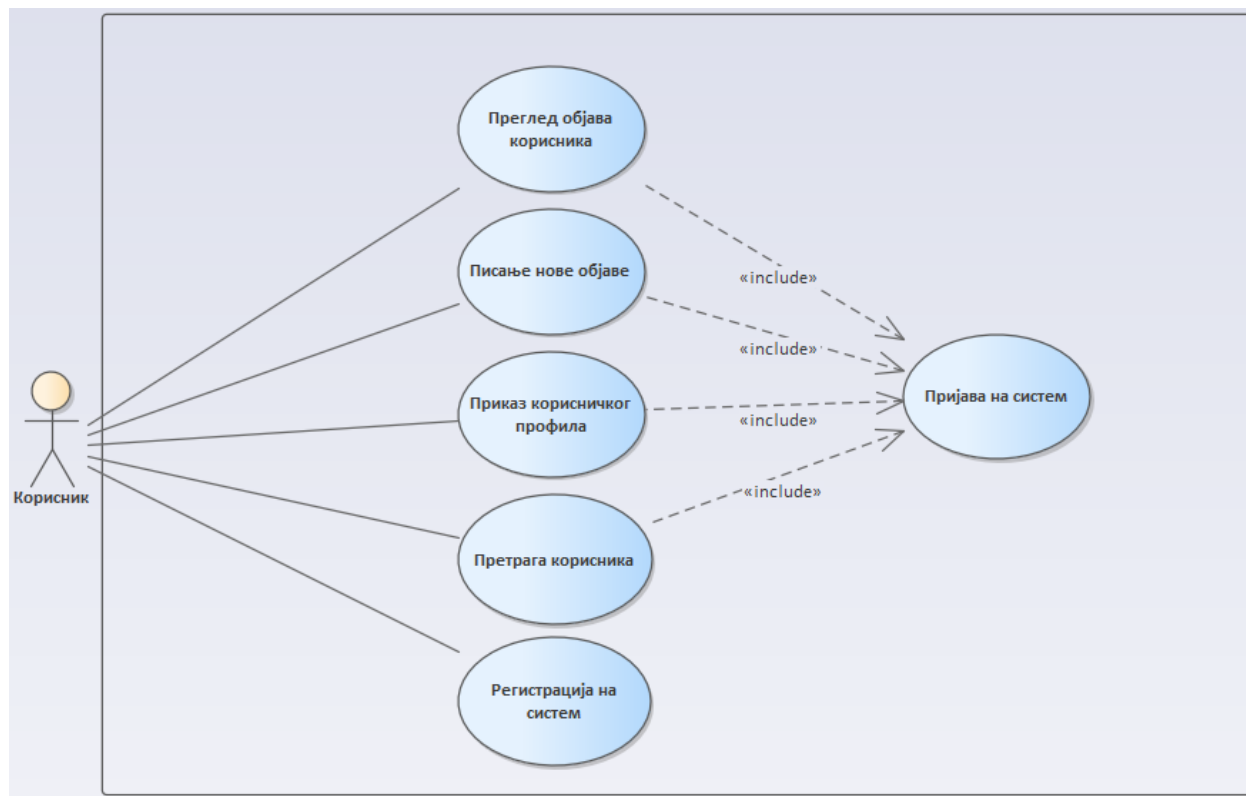 Преглед објава
корисника
Писање нове објаве
«include»
«include»
Приказ корисничког
профила
«include»
Пријава на систем
Корисник
«include»
Претрага корисника
Регистрација на
систем